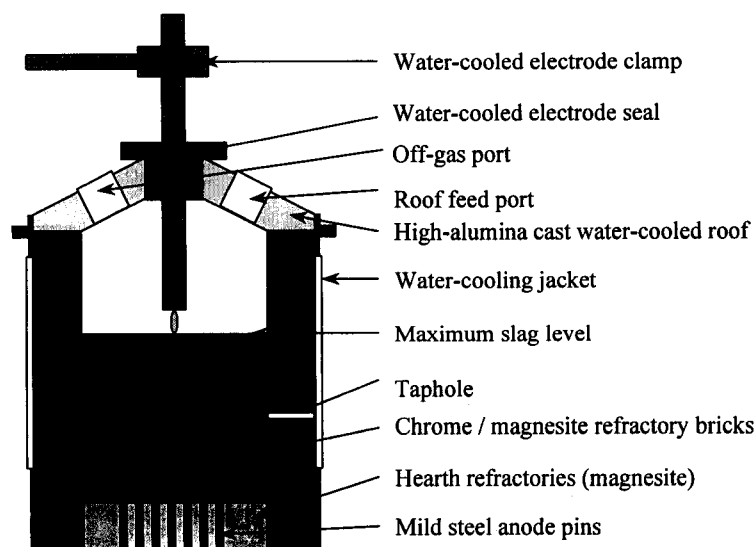 Water-cooled electrode clamp
Water-cooled electrode seal
Off-gas port
Roof feed port
High-alumina cast water-cooled roof
Water-cooling jacket
Maximum slag level
Taphole
Chrome / magnesite refractory bricks
Hearth refractories (magnesite)
Mild steel anode pins